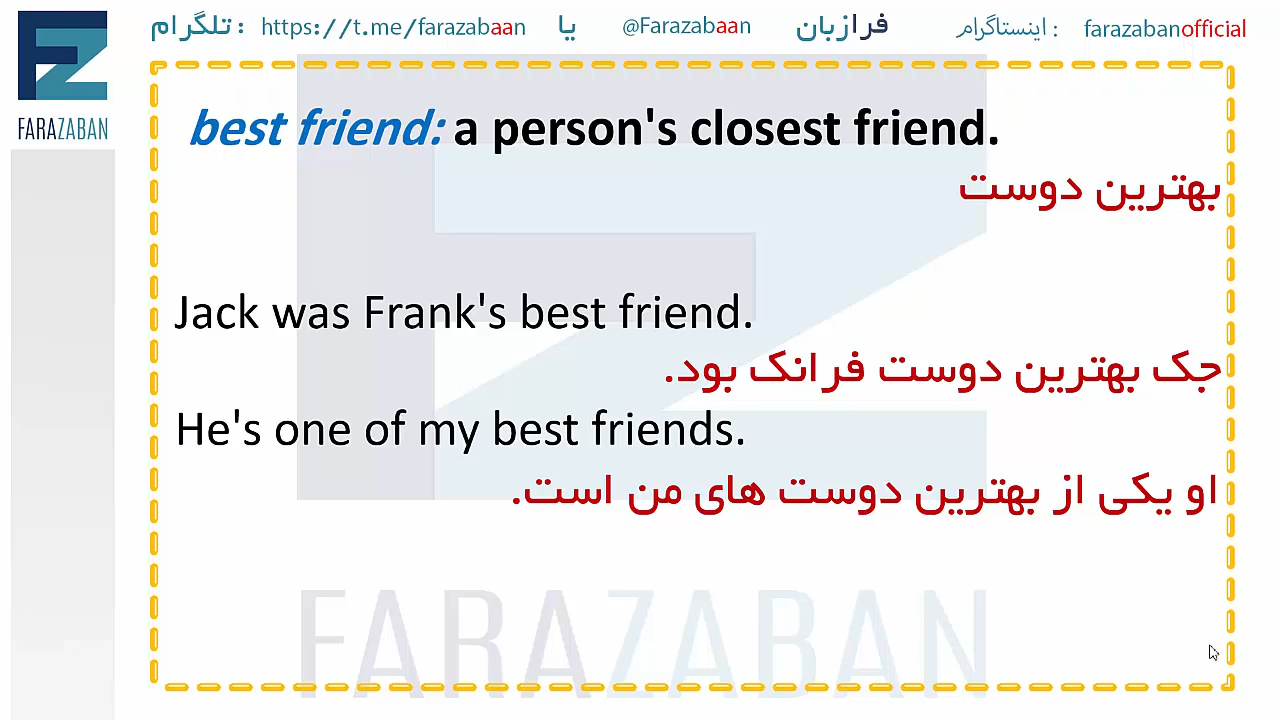 تلگرام : https://t.me/farazabaan یا @Farazabaan فرازبان اینستاگرام : farazabanofficial
FARAZABAN
best friend: a person's closest friend.
بهترین دوست
Jack was Frank's best friend.
جک بهترین دوست فرانک بود.
He's one of my best friends.
او یکی از بهترین دوست های من است.
FARAZABAN